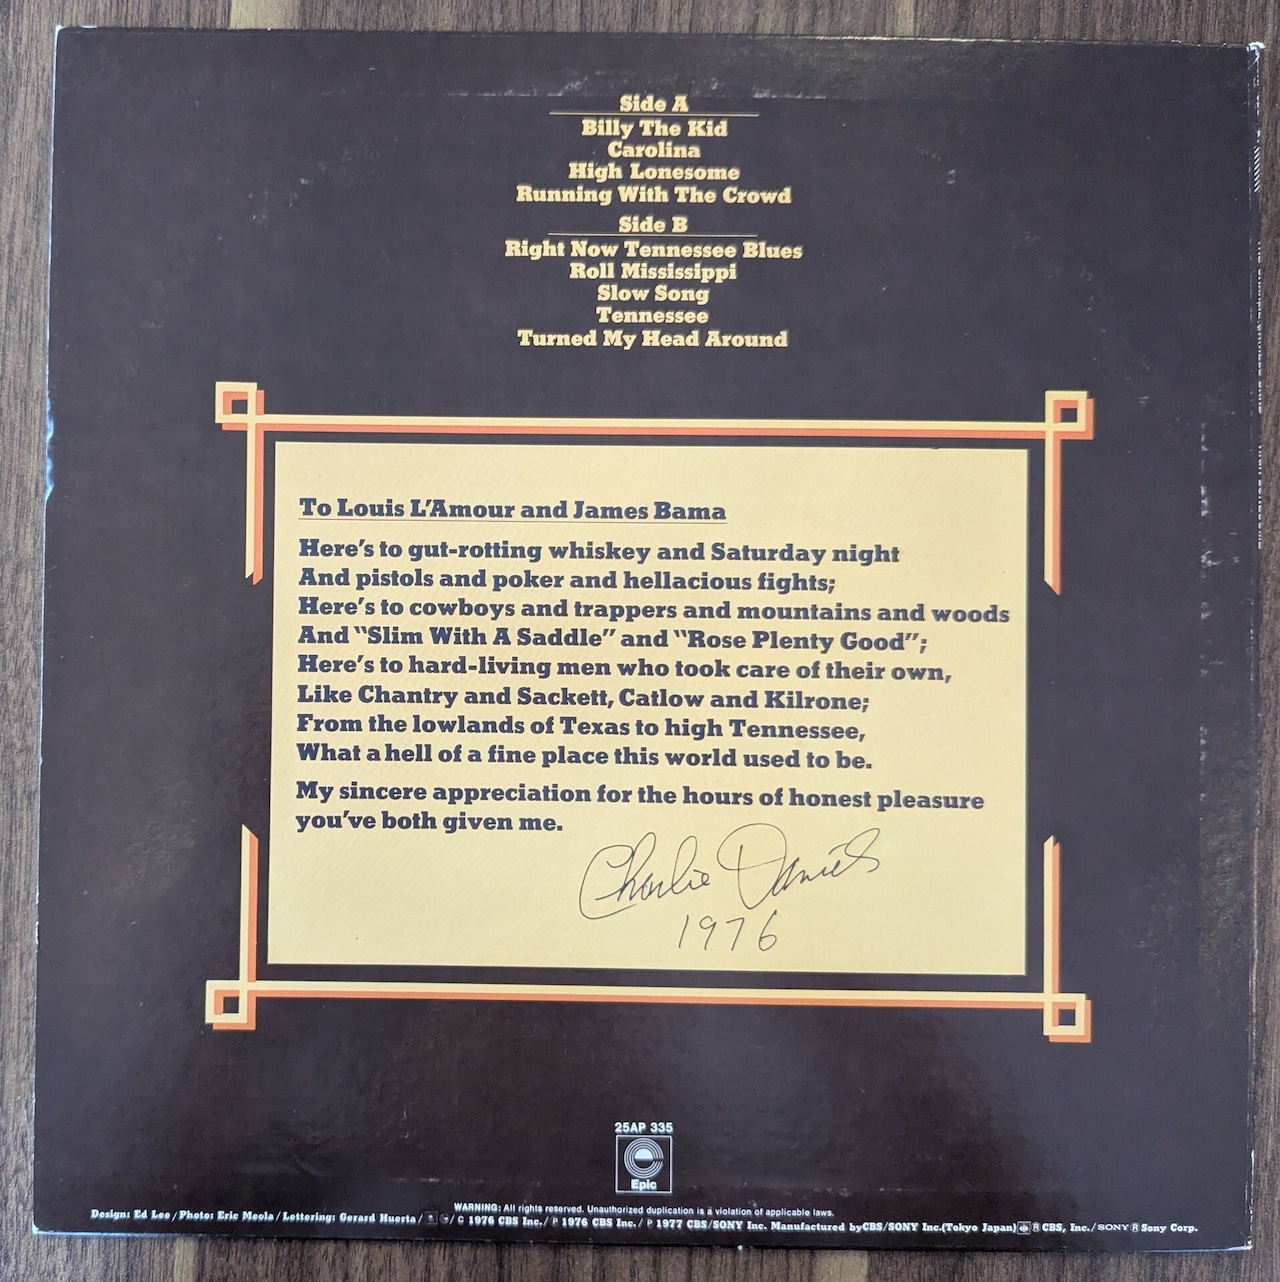 Side A
Billy The Kid
Carolina
High Lonesome
Running With The Crowd
Side B
Right Now Tennessee Blues
Roll Mississippi
Slow Song
Tennessee
Turned My Head Around
To Louis L'Amour and James Bama
Here's to gut-rotting whiskey and Saturday night
And pistols and poker and hellacious fights;
Here's to cowboys and trappers and mountains and woods
And "Slim With A Saddle" and "Rose Plenty Good";
Here's to hard-living men who took care of their own,
Like Chantry and Sackett, Catlow and Kilrone;
From the lowlands of Texas to high Tennessee,
What a hell of a fine place this world used to be.
My sincere appreciation for the hours of honest pleasure
you've both given me.
Charlie Daniels
1976
25AP 335
Epic
WARNING: All rights reserved. Unauthorized duplication is a violation of applicable laws.
Design: Ed Lee / Photo: Eric Meola / Lettering: Gerard Huerta / © 1976 CBS Inc. / ℗ 1976 CBS Inc. / ℗ 1977 CBS/SONY Inc. Manufactured by CBS/SONY Inc. (Tokyo Japan) ® CBS, Inc. / SONY ® Sony Corp.